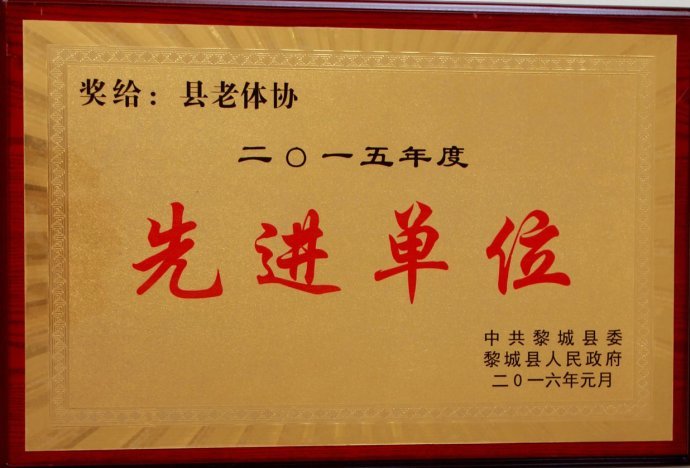 奖给：县老体协
二〇一五年度
先进单位
中共黎城县委
黎城县人民政府
二〇一六年元月